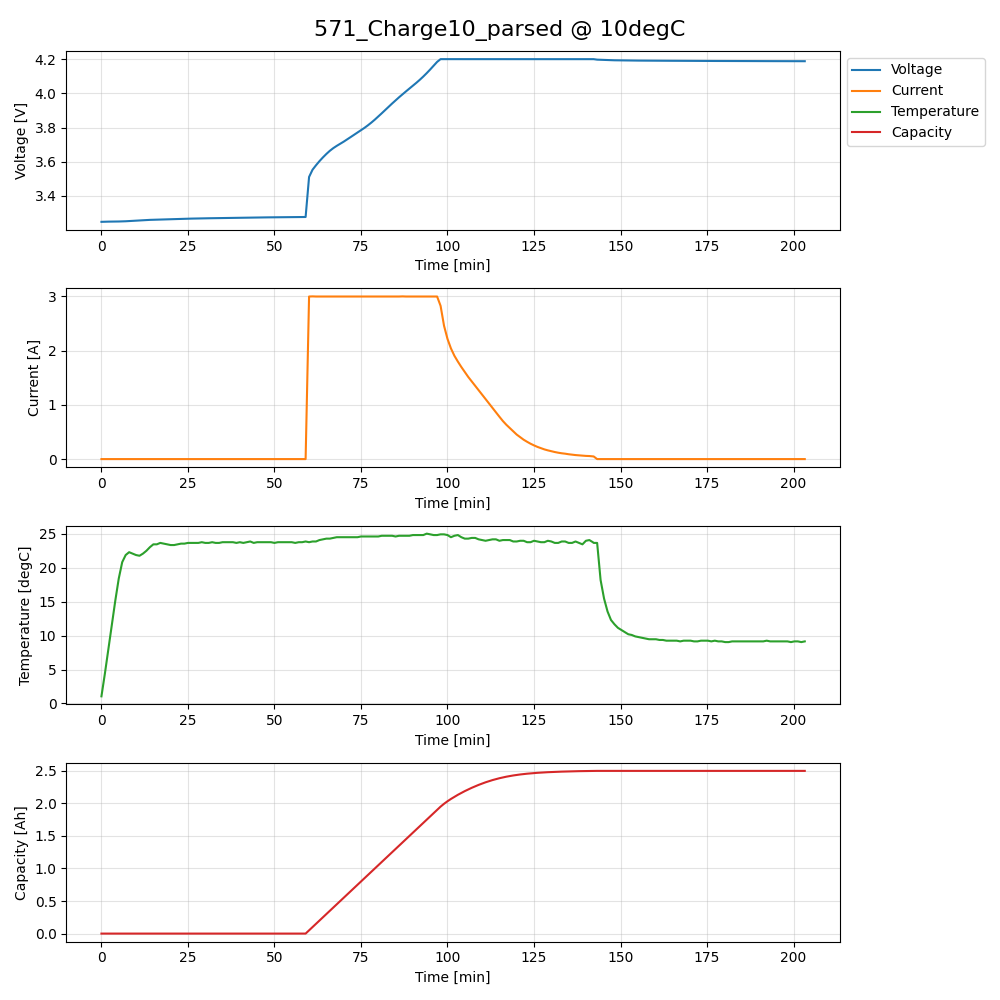 571_Charge10_parsed @ 10degC
Voltage [V]
4.2
4.0
3.8
3.6
3.4
0 25 50 75 100 125 150 175 200
Time [min]
Voltage
Current
Temperature
Capacity
Current [A]
3
2
1
0
0 25 50 75 100 125 150 175 200
Time [min]
Temperature [degC]
25
20
15
10
5
0
0 25 50 75 100 125 150 175 200
Time [min]
Capacity [Ah]
2.5
2.0
1.5
1.0
0.5
0.0
0 25 50 75 100 125 150 175 200
Time [min]